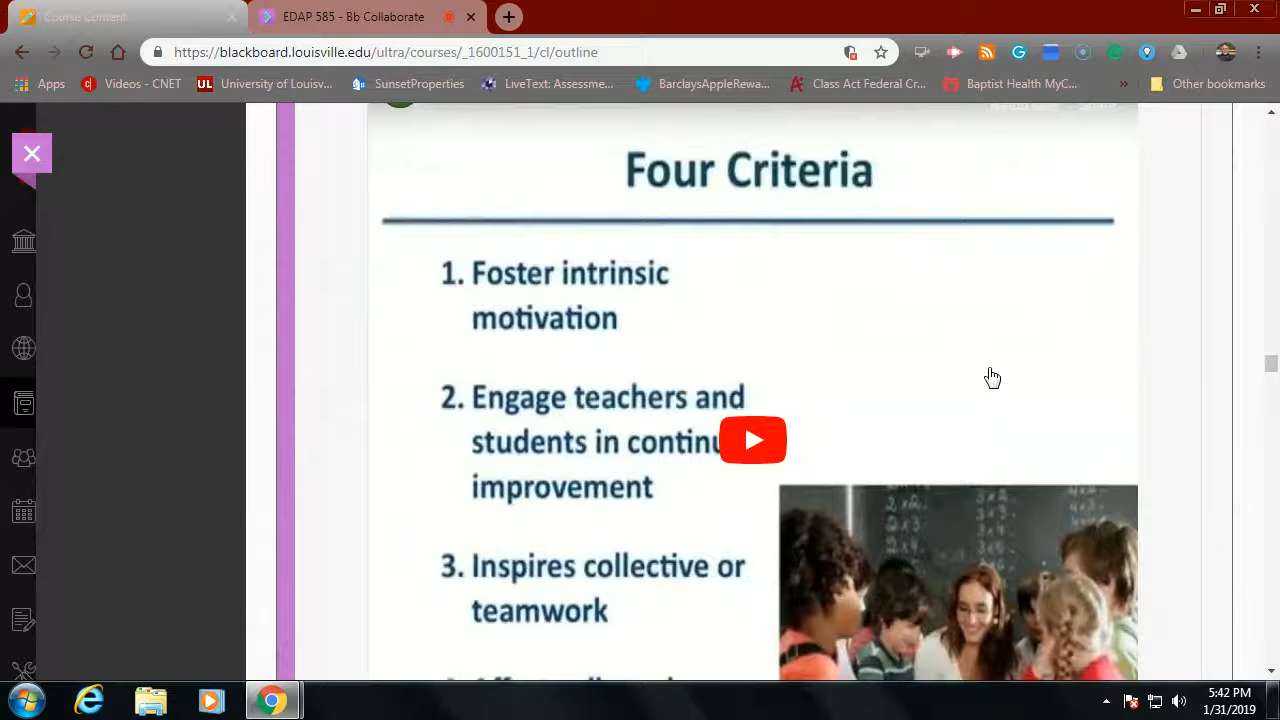 Course Content
EDAP 585 - Bb Collaborate
https://blackboard.louisville.edu/ultra/courses/_1600151_1/cl/outline
Apps
Videos - CNET
University of Louisv...
SunsetProperties
LiveText: Assessme...
BarclaysAppleRewa...
Class Act Federal Cr...
Baptist Health MyC...
Other bookmarks
Four Criteria
1. Foster intrinsic
motivation
2. Engage teachers and
students in continu
improvement
3. Inspires collective or
teamwork
5:42 PM
1/31/2019